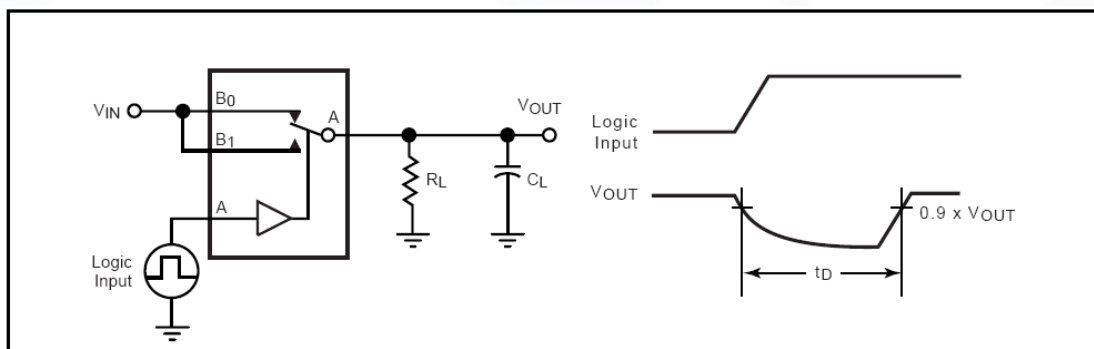 VIN
B0
B1
A
A
VOUT
RL
CL
Logic
Input
Logic
Input
VOUT
0.9 x VOUT
tD